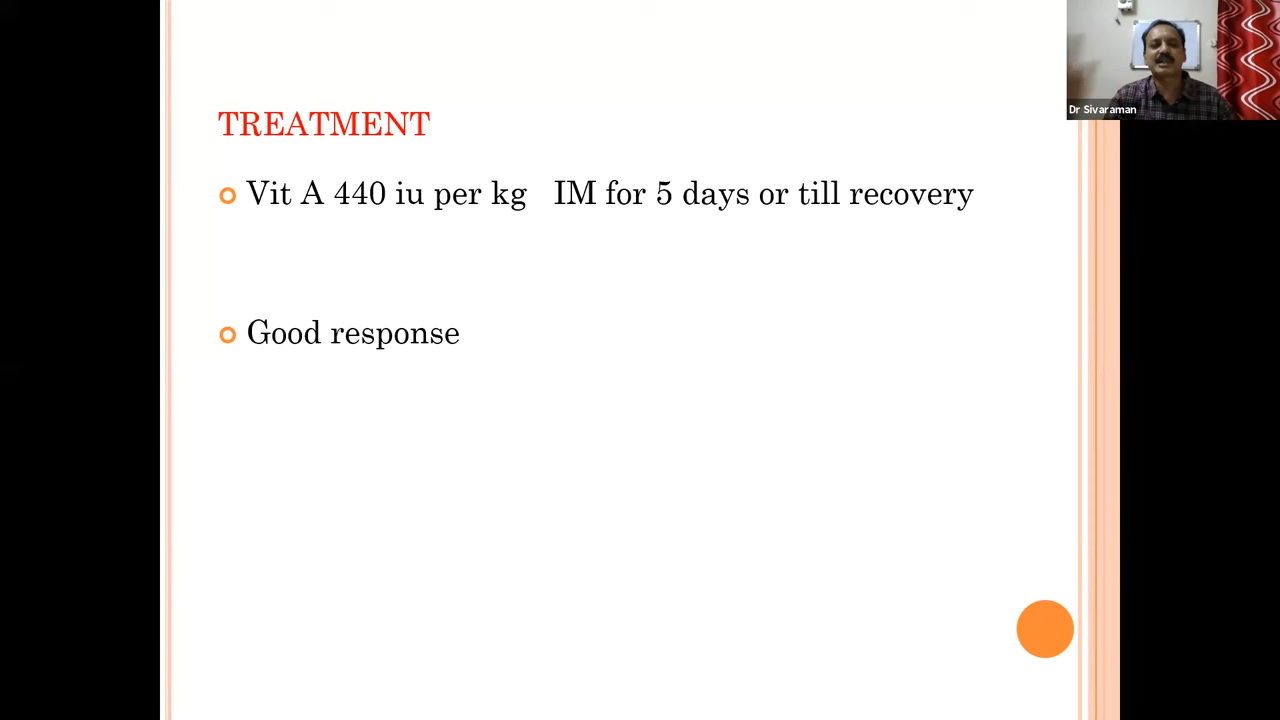 Dr Sivaraman
TREATMENT
Vit A 440 iu per kg IM for 5 days or till recovery
Good response